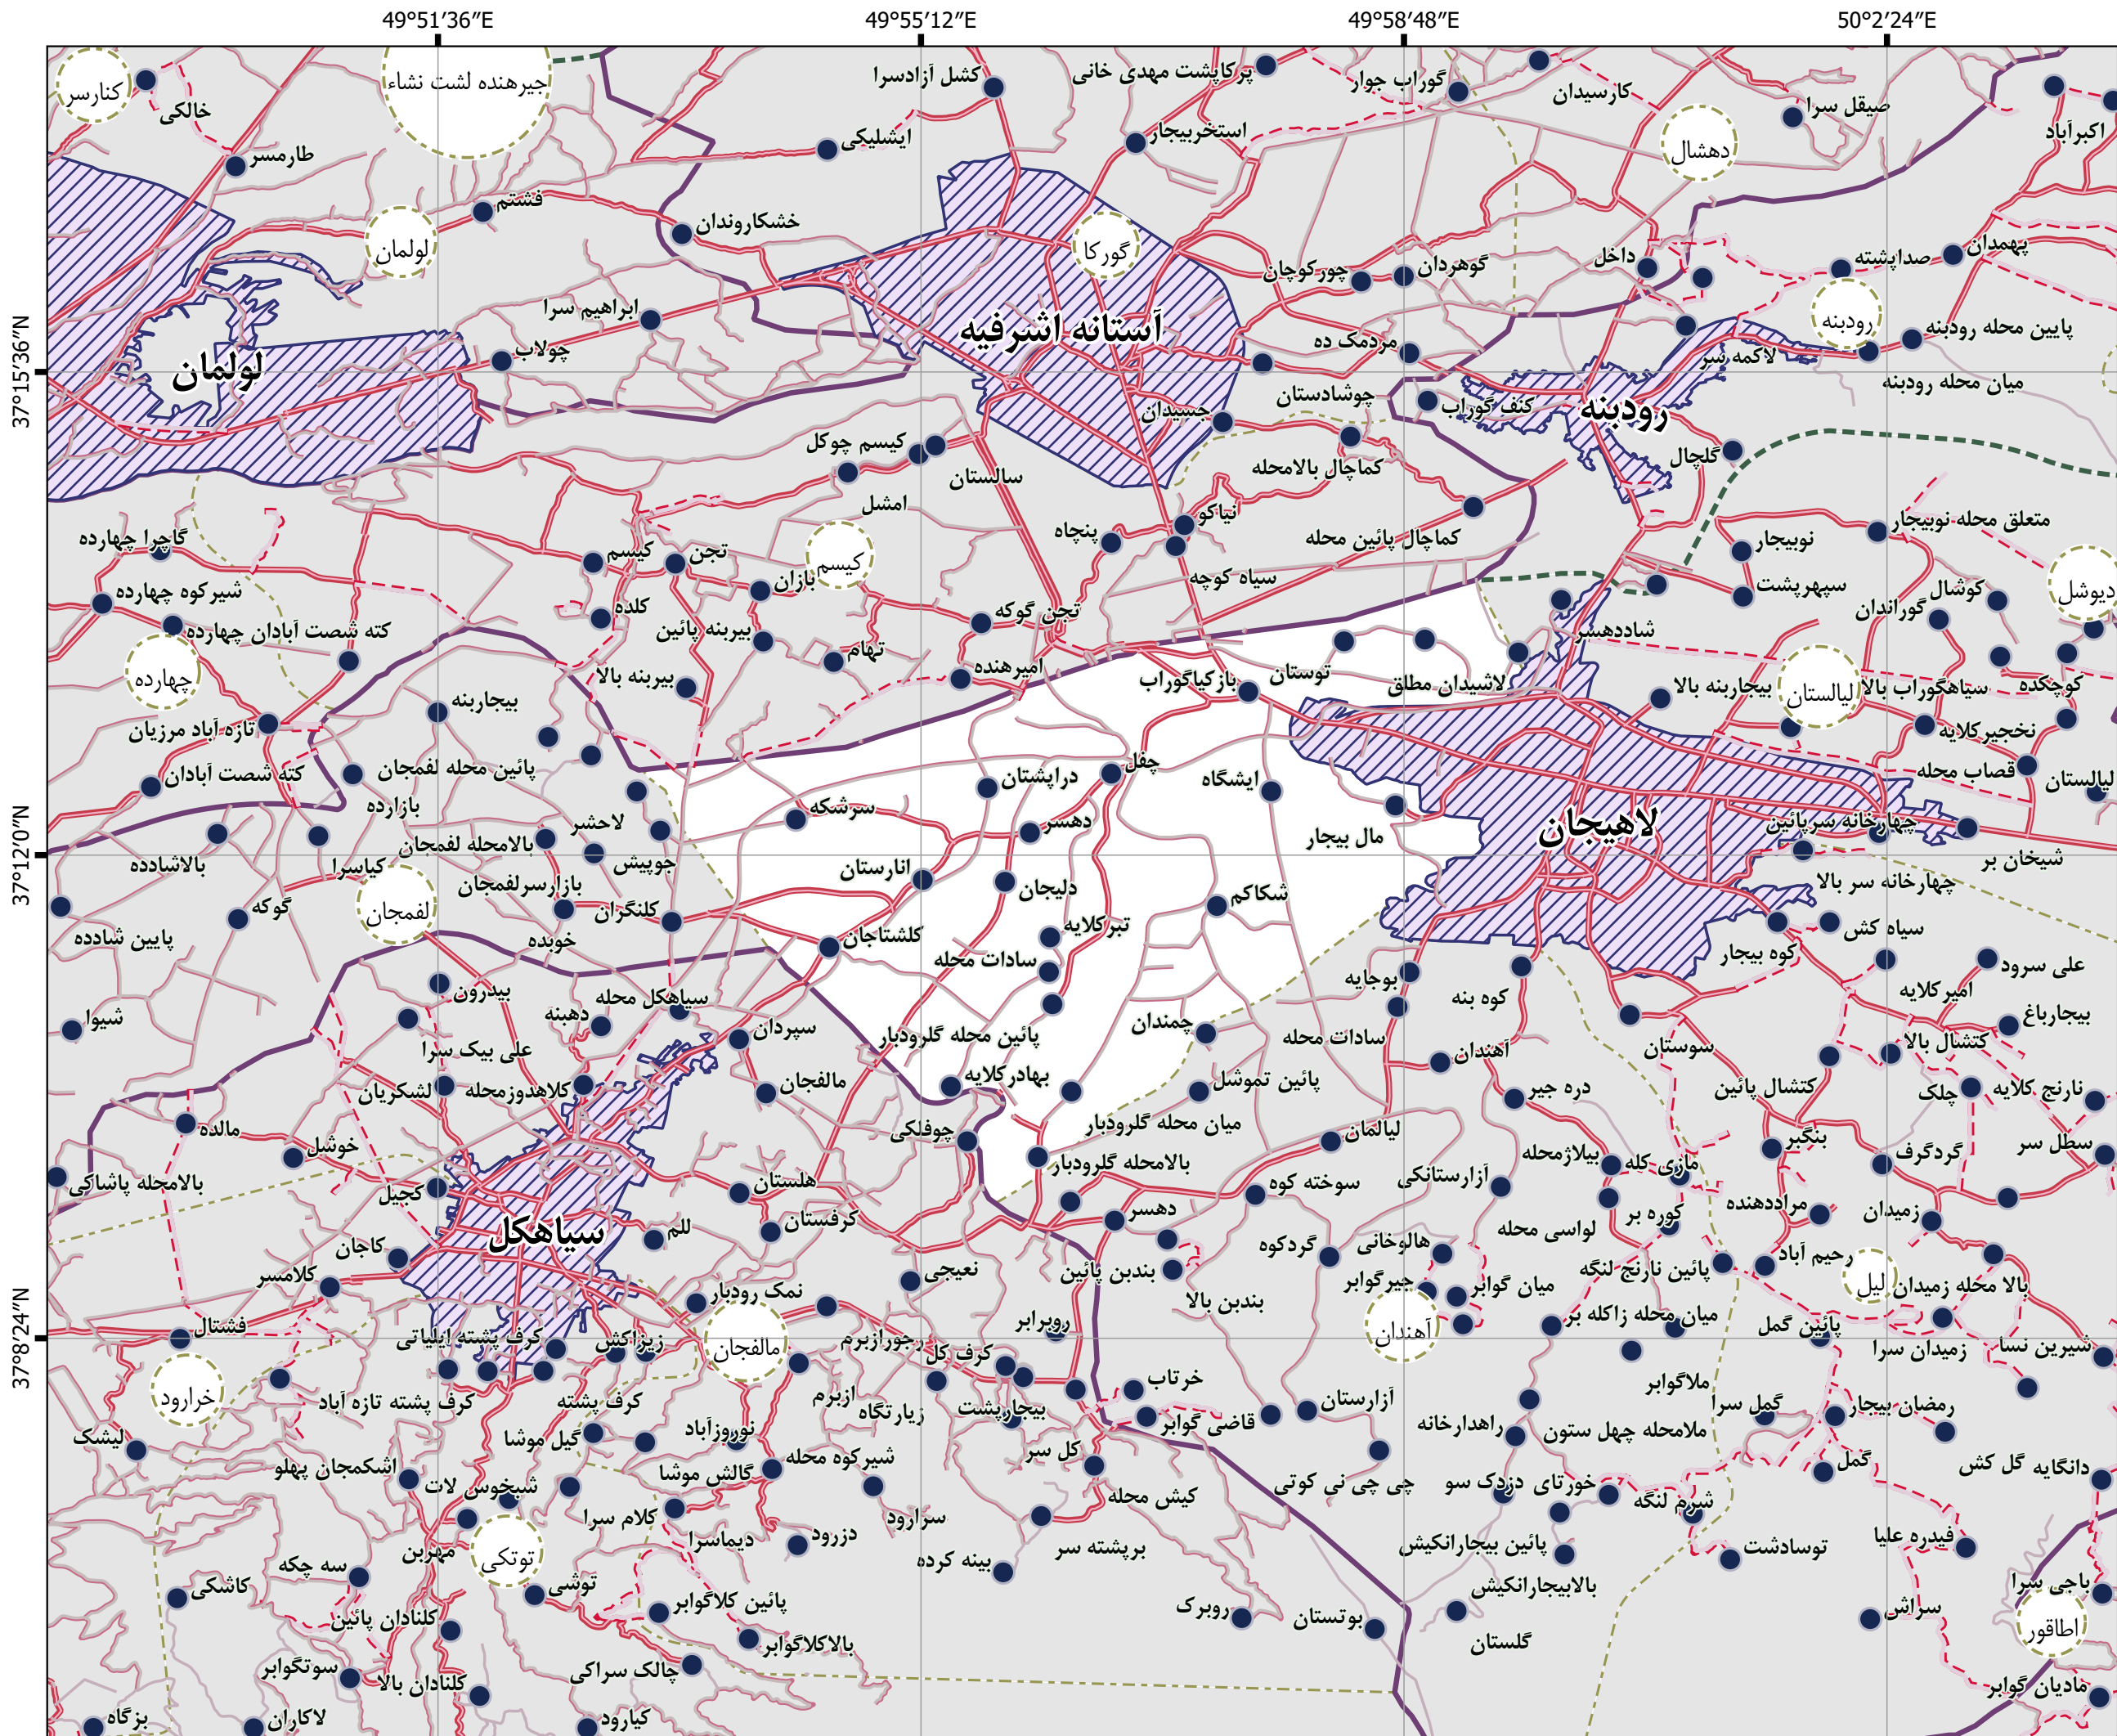 49°51'36"E
49°55'12"E
49°58'48"E
50°2'24"E
37°15'36"N
37°12'0"N
37°8'24"N
کنارسر
خالکی
جیرهنده لشت نشاء
کشل آزادسرا
پرکاپشت مهدی خانی
گوراب جوار
کارسیدان
صیقل سرا
اکبرآباد
طارمسر
ایشلیکی
استخربیجار
دهشال
فشتم
خشکاروندان
لولمان
گورکا
چورکوچان
گوهردان
داخل
صداپشته
پهمدان
ابراهیم سرا
آستانه اشرفیه
رودبنه
پایین محله رودبنه
چولاب
لولمان
مردمک ده
لاکمه سر
میان محله رودبنه
چوشادستان
کنف گوراب
رودبنه
جسیدان
کیسم چوکل
سالستان
کماچال بالامحله
گلچال
امشل
نیاکو
پنچاه
کماچال پائین محله
متعلق محله نوبیجار
نوبیجار
گاچرا چهارده
کیسم
تجن
کیسم
بازان
سیاه کوچه
سپهرپشت
کوشال
دیوشل
شیرکوه چهارده
کلده
تجن گوکه
گوراندان
کته شصت آبادان چهارده
بیربنه پائین
تهام
شاددهسر
چهارده
بیربنه بالا
امیرهنده
بازکیاگوراب
توستان
لاشیدان مطلق
بیجاربنه بالا
لیالستان
سیاهگوراب بالا
کوچکده
بیجاربنه
تازه آباد مرزیان
نخجیرکلایه
کته شصت آبادان
پائین محله لفمجان
دراپشتان
چفل
ایشگاه
قصاب محله
لیالستان
بازارده
سرشکه
دهسر
لاهیجان
چهارخانه سرپائین
لاحشر
بالامحله لفمجان
جوپیش
مال بیجار
شیخان بر
بالاشادده
کیاسرا
انارستان
دلیجان
شکاکم
چهارخانه سر بالا
بازارسرلفمجان
کلنگران
لفمجان
گوکه
تبرکلایه
سیاه کش
پایین شادده
خوبده
کلشتاجان
سادات محله
کوه بیجار
علی سرود
بوجایه
کوه بنه
امیرکلایه
بیدرون
سیاهکل محله
دهبنه
شیوا
سپردان
پائین محله گلرودبار
چمندان
سادات محله
بیجارباغ
علی بیک سرا
آهندان
سوستان
کتشال بالا
لشکریان
کلاهدوزمحله
مالفجان
بهادرکلایه
پائین تموشل
دره جیر
کتشال پائین
چلک
نارنج کلایه
مالده
خوشل
چوفلکی
میان محله گلرودبار
لیالمان
بنگبر
سطل سر
بالامحله گلرودبار
بیلاژمحله
مازی کله
گردگرف
بالامحله پاشاکی
کجیل
هلستان
سوخته کوه
آزارستانکی
سیاهکل
للم
کرفستان
دهسر
لواسی محله
کوره بر
مراددهنده
زمیدان
کاجان
گردکوه
هالوخانی
کلامسر
نعیجی
بندبن پائین
جیرگوابر
میان گوابر
پائین نارنج لنگه
رحیم آباد
لیل
بالا محله زمیدان
نمک رودبار
بندبن بالا
فشتال
کرف پشته ایلیاتی
زیراکش
مالفجان
رجورازبرم
روبرابر
آهندان
میان محله زاکله بر
پائین گمل
کرف کل
زمیدان سرا
شیرین نسا
خرارود
کرف پشته تازه آباد
کرف پشته
ازبرم
زیارتگاه
خرتاب
ملاگوابر
بیجارپشت
قاضی گوابر
آزارستان
گمل سرا
رمضان بیجار
لیشک
گیل موشا
نوروزآباد
راهدارخانه
ملامحله چهل ستون
کل سر
اشکمجان پهلو
گالش موشا
شیرکوه محله
گمل
دانگایه گل کش
شبخوس لات
چی چی نی کوتی
دزدک سو
خورتای
کیش محله
شرم لنگه
کلام سرا
سرارود
دیماسرا
دزرود
مهربن
توتکی
برپشته سر
پائین بیجارانکیش
توسادشت
فیدره علیا
سه چکه
بینه کرده
کاشکی
توشی
بالابیجارانکیش
باجی سرا
پائین کلاگوابر
روبرک
بوتستان
سراش
کلنادان پائین
بالاکلاگوابر
گلستان
اطاقور
سوتگوابر
کلنادان بالا
چالک سراکی
مادیان گوابر
بزگاه
لاکاران
کیارود